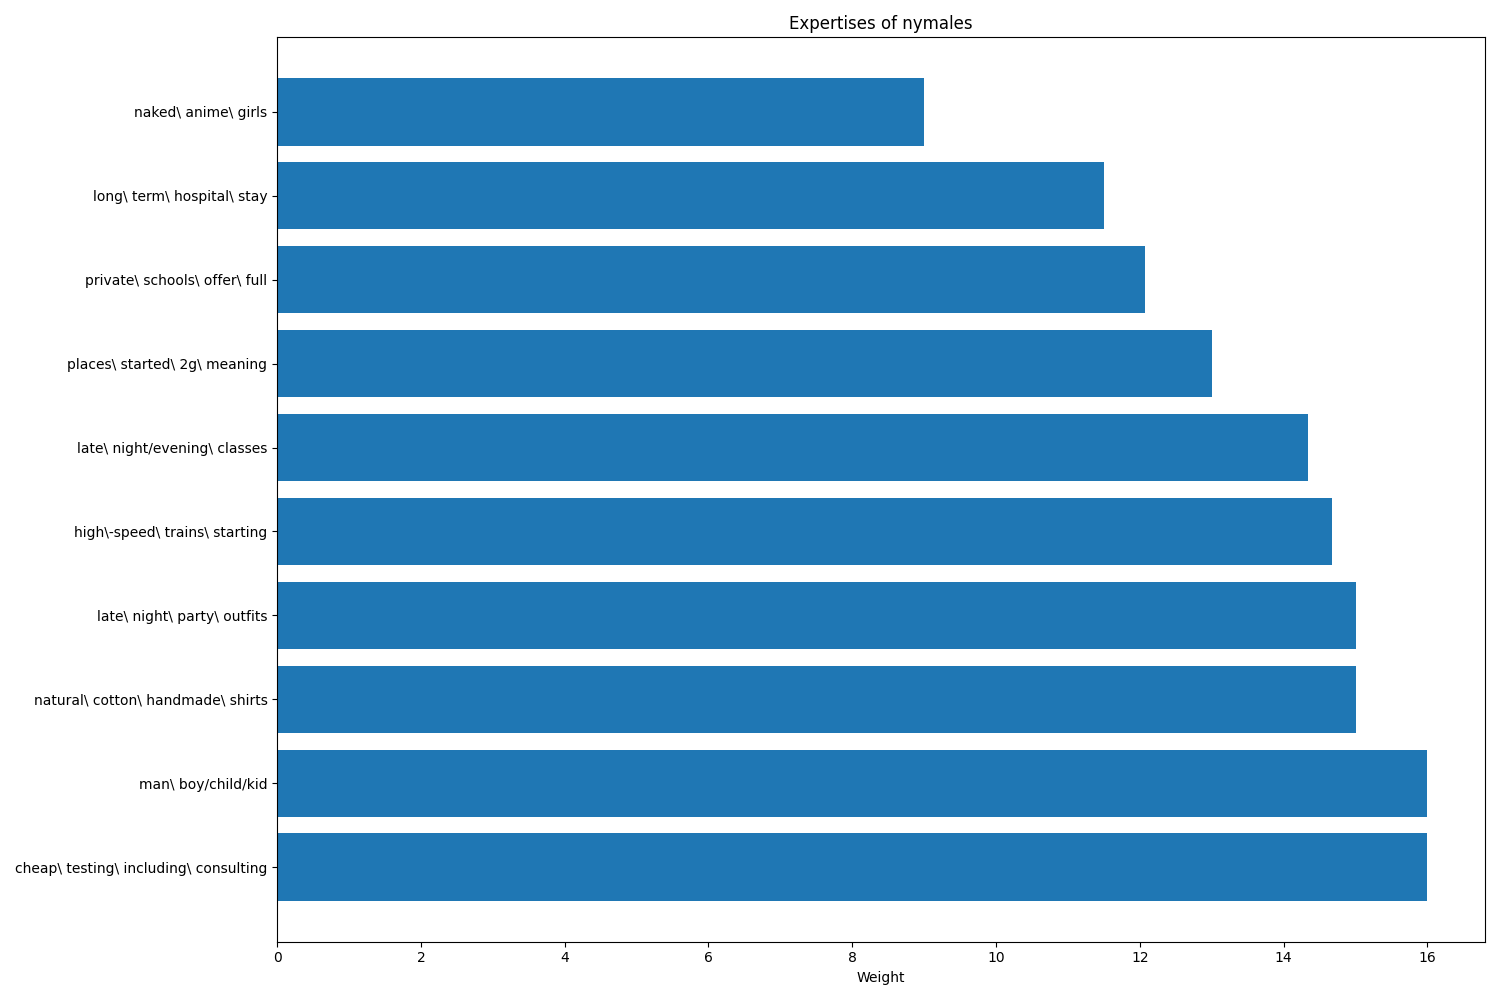 Expertises of nymales
naked\ anime\ girls
long\ term\ hospital\ stay
private\ schools\ offer\ full
places\ started\ 2g\ meaning
late\ night/evening\ classes
high\-speed\ trains\ starting
late\ night\ party\ outfits
natural\ cotton\ handmade\ shirts
man\ boy/child/kid
cheap\ testing\ including\ consulting
0 2 4 6 8 10 12 14 16
Weight